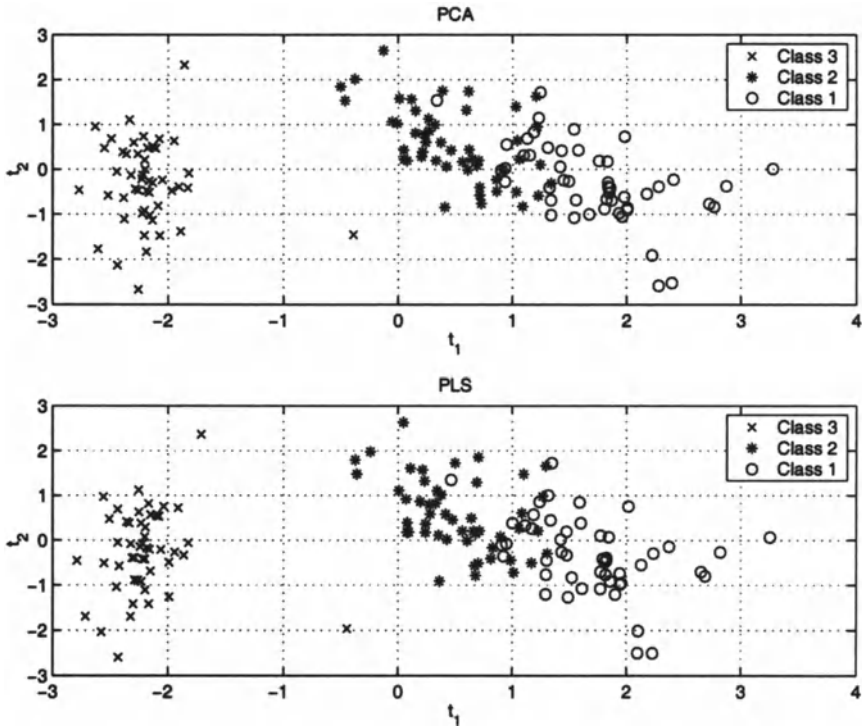 PCA
3
2
1
0
-1
-2
-3
t2
× Class 3
✱ Class 2
○ Class 1
-3 -2 -1 0 1 2 3 4
t1
PLS
3
2
1
0
-1
-2
-3
t2
× Class 3
✱ Class 2
○ Class 1
-3 -2 -1 0 1 2 3 4
t1